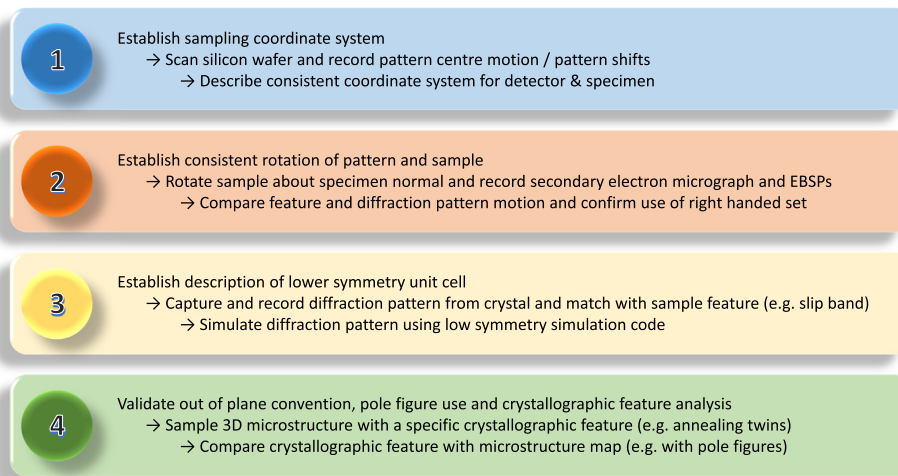 1
Establish sampling coordinate system
→ Scan silicon wafer and record pattern centre motion / pattern shifts
→ Describe consistent coordinate system for detector & specimen
2
Establish consistent rotation of pattern and sample
→ Rotate sample about specimen normal and record secondary electron micrograph and EBSPs
→ Compare feature and diffraction pattern motion and confirm use of right handed set
3
Establish description of lower symmetry unit cell
→ Capture and record diffraction pattern from crystal and match with sample feature (e.g. slip band)
→ Simulate diffraction pattern using low symmetry simulation code
4
Validate out of plane convention, pole figure use and crystallographic feature analysis
→ Sample 3D microstructure with a specific crystallographic feature (e.g. annealing twins)
→ Compare crystallographic feature with microstructure map (e.g. with pole figures)